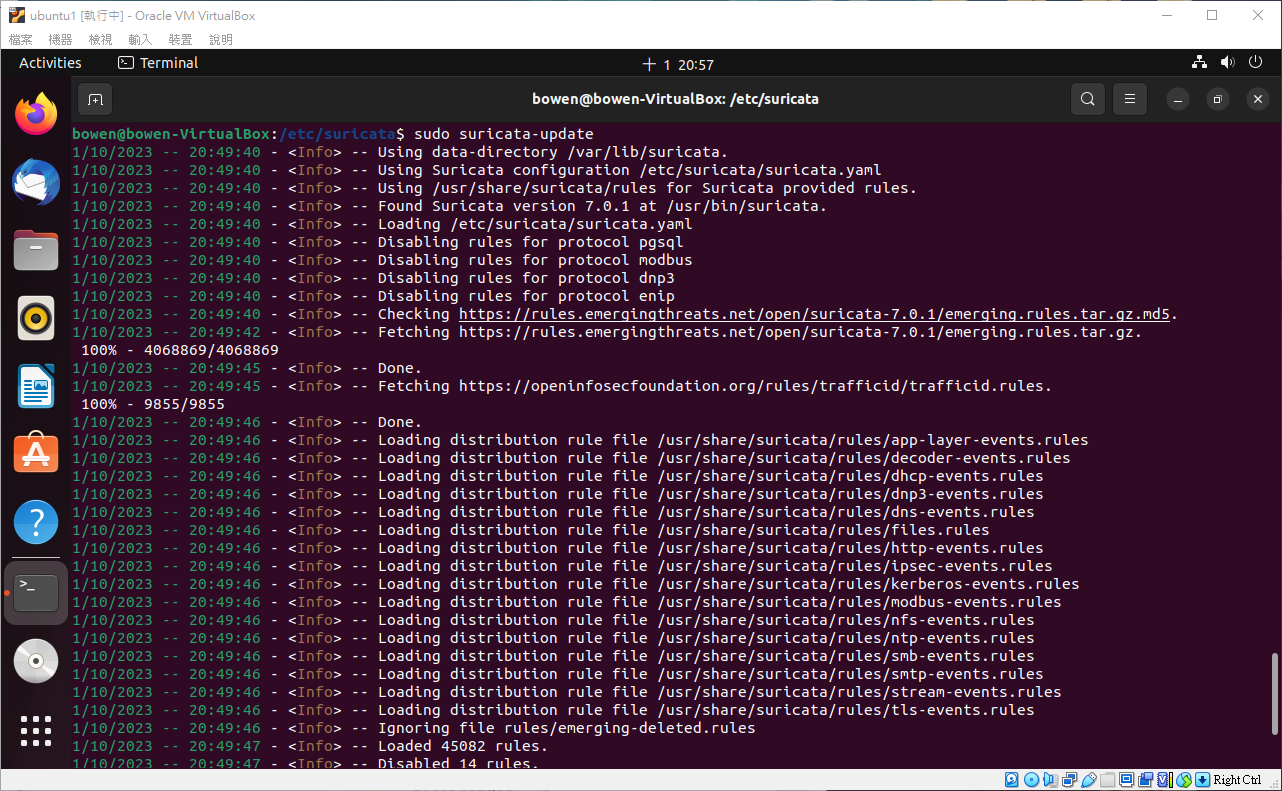 ubuntu1 [執行中] - Oracle VM VirtualBox
檔案 機器 檢視 輸入 裝置 說明
Activities Terminal 十 1 20:57
bowen@bowen-VirtualBox: /etc/suricata
bowen@bowen-VirtualBox:/etc/suricata$ sudo suricata-update
1/10/2023 -- 20:49:40 - <Info> -- Using data-directory /var/lib/suricata.
1/10/2023 -- 20:49:40 - <Info> -- Using Suricata configuration /etc/suricata/suricata.yaml
1/10/2023 -- 20:49:40 - <Info> -- Using /usr/share/suricata/rules for Suricata provided rules.
1/10/2023 -- 20:49:40 - <Info> -- Found Suricata version 7.0.1 at /usr/bin/suricata.
1/10/2023 -- 20:49:40 - <Info> -- Loading /etc/suricata/suricata.yaml
1/10/2023 -- 20:49:40 - <Info> -- Disabling rules for protocol pgsql
1/10/2023 -- 20:49:40 - <Info> -- Disabling rules for protocol modbus
1/10/2023 -- 20:49:40 - <Info> -- Disabling rules for protocol dnp3
1/10/2023 -- 20:49:40 - <Info> -- Disabling rules for protocol enip
1/10/2023 -- 20:49:40 - <Info> -- Checking https://rules.emergingthreats.net/open/suricata-7.0.1/emerging.rules.tar.gz.md5.
1/10/2023 -- 20:49:42 - <Info> -- Fetching https://rules.emergingthreats.net/open/suricata-7.0.1/emerging.rules.tar.gz.
100% - 4068869/4068869
1/10/2023 -- 20:49:45 - <Info> -- Done.
1/10/2023 -- 20:49:45 - <Info> -- Fetching https://openinfosecfoundation.org/rules/trafficid/trafficid.rules.
100% - 9855/9855
1/10/2023 -- 20:49:46 - <Info> -- Done.
1/10/2023 -- 20:49:46 - <Info> -- Loading distribution rule file /usr/share/suricata/rules/app-layer-events.rules
1/10/2023 -- 20:49:46 - <Info> -- Loading distribution rule file /usr/share/suricata/rules/decoder-events.rules
1/10/2023 -- 20:49:46 - <Info> -- Loading distribution rule file /usr/share/suricata/rules/dhcp-events.rules
1/10/2023 -- 20:49:46 - <Info> -- Loading distribution rule file /usr/share/suricata/rules/dnp3-events.rules
1/10/2023 -- 20:49:46 - <Info> -- Loading distribution rule file /usr/share/suricata/rules/dns-events.rules
1/10/2023 -- 20:49:46 - <Info> -- Loading distribution rule file /usr/share/suricata/rules/files.rules
1/10/2023 -- 20:49:46 - <Info> -- Loading distribution rule file /usr/share/suricata/rules/http-events.rules
1/10/2023 -- 20:49:46 - <Info> -- Loading distribution rule file /usr/share/suricata/rules/ipsec-events.rules
1/10/2023 -- 20:49:46 - <Info> -- Loading distribution rule file /usr/share/suricata/rules/kerberos-events.rules
1/10/2023 -- 20:49:46 - <Info> -- Loading distribution rule file /usr/share/suricata/rules/modbus-events.rules
1/10/2023 -- 20:49:46 - <Info> -- Loading distribution rule file /usr/share/suricata/rules/nfs-events.rules
1/10/2023 -- 20:49:46 - <Info> -- Loading distribution rule file /usr/share/suricata/rules/ntp-events.rules
1/10/2023 -- 20:49:46 - <Info> -- Loading distribution rule file /usr/share/suricata/rules/smb-events.rules
1/10/2023 -- 20:49:46 - <Info> -- Loading distribution rule file /usr/share/suricata/rules/smtp-events.rules
1/10/2023 -- 20:49:46 - <Info> -- Loading distribution rule file /usr/share/suricata/rules/stream-events.rules
1/10/2023 -- 20:49:46 - <Info> -- Loading distribution rule file /usr/share/suricata/rules/tls-events.rules
1/10/2023 -- 20:49:46 - <Info> -- Ignoring file rules/emerging-deleted.rules
1/10/2023 -- 20:49:47 - <Info> -- Loaded 45082 rules.
1/10/2023 -- 20:49:47 - <Info> -- Disabled 14 rules.
Right Ctrl